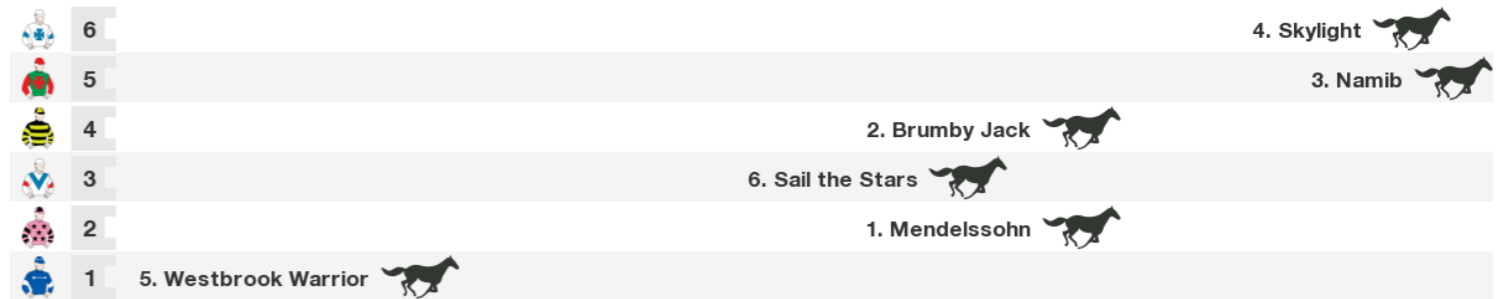 6 4. Skylight
5 3. Namib
4 2. Brumby Jack
3 6. Sail the Stars
2 1. Mendelssohn
1 5. Westbrook Warrior